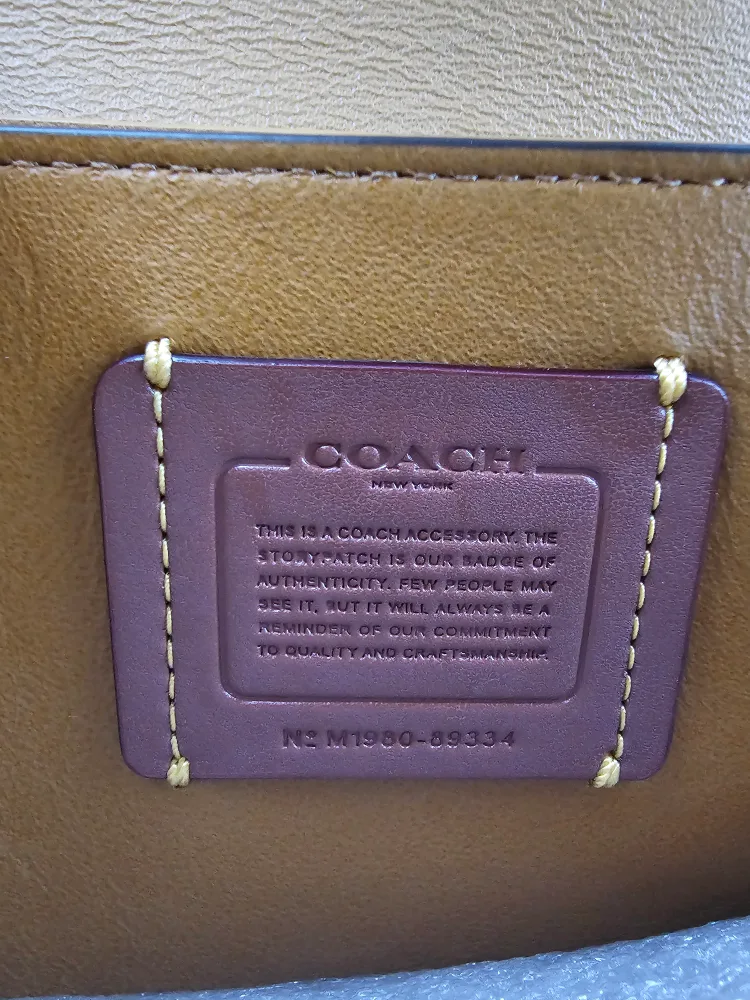 COACH
NEW YORK
THIS IS A COACH ACCESSORY. THE
STORYPATCH IS OUR BADGE OF
AUTHENTICITY. FEW PEOPLE MAY
SEE IT, BUT IT WILL ALWAYS BE A
REMINDER OF OUR COMMITMENT
TO QUALITY AND CRAFTSMANSHIP.
Nº M1980-89334